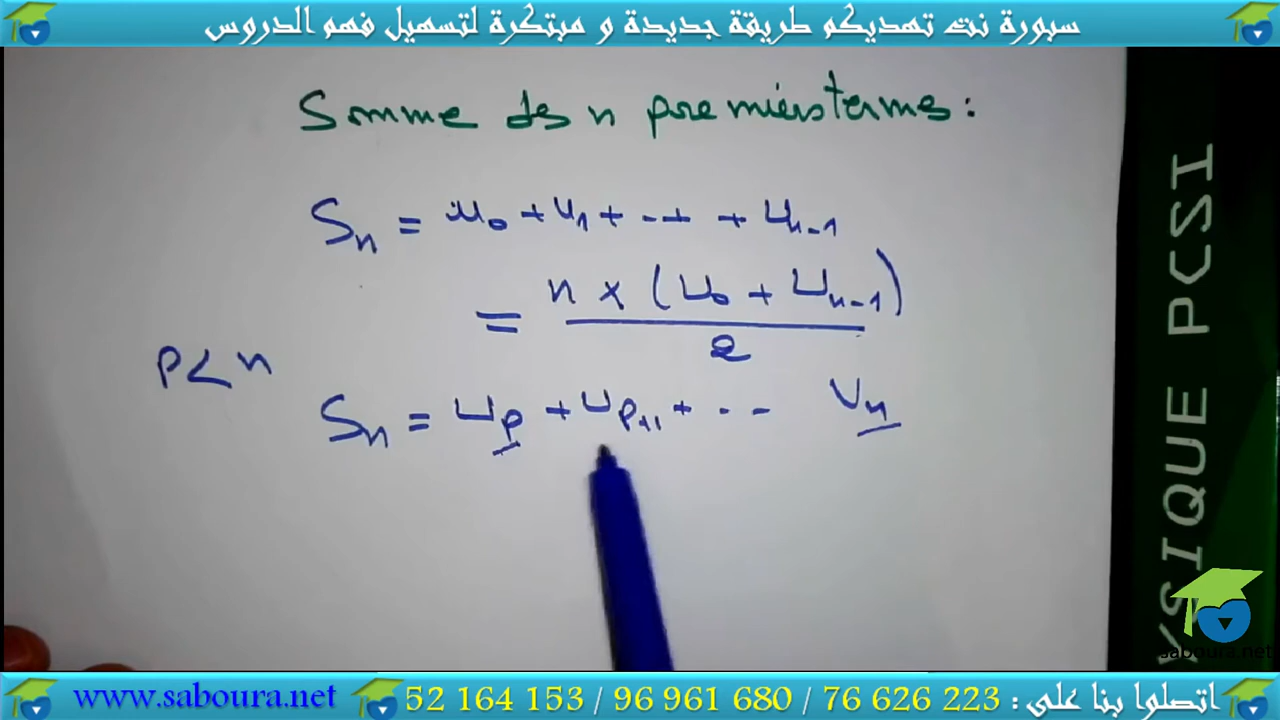 سبورة نت تهديكم طريقة جديدة و مبتكرة لتسهيل فهم الدروس
Somme des n premiers termes :
Sn = u0 + u1 + ... + un-1
= n × (u0 + un-1)
2
p < n
Sn = up + up+1 + ... un
YSIQUE PCSI
saboura.net
www.saboura.net 52 164 153 / 96 961 680 / 76 626 223 : اتصلوا بنا على